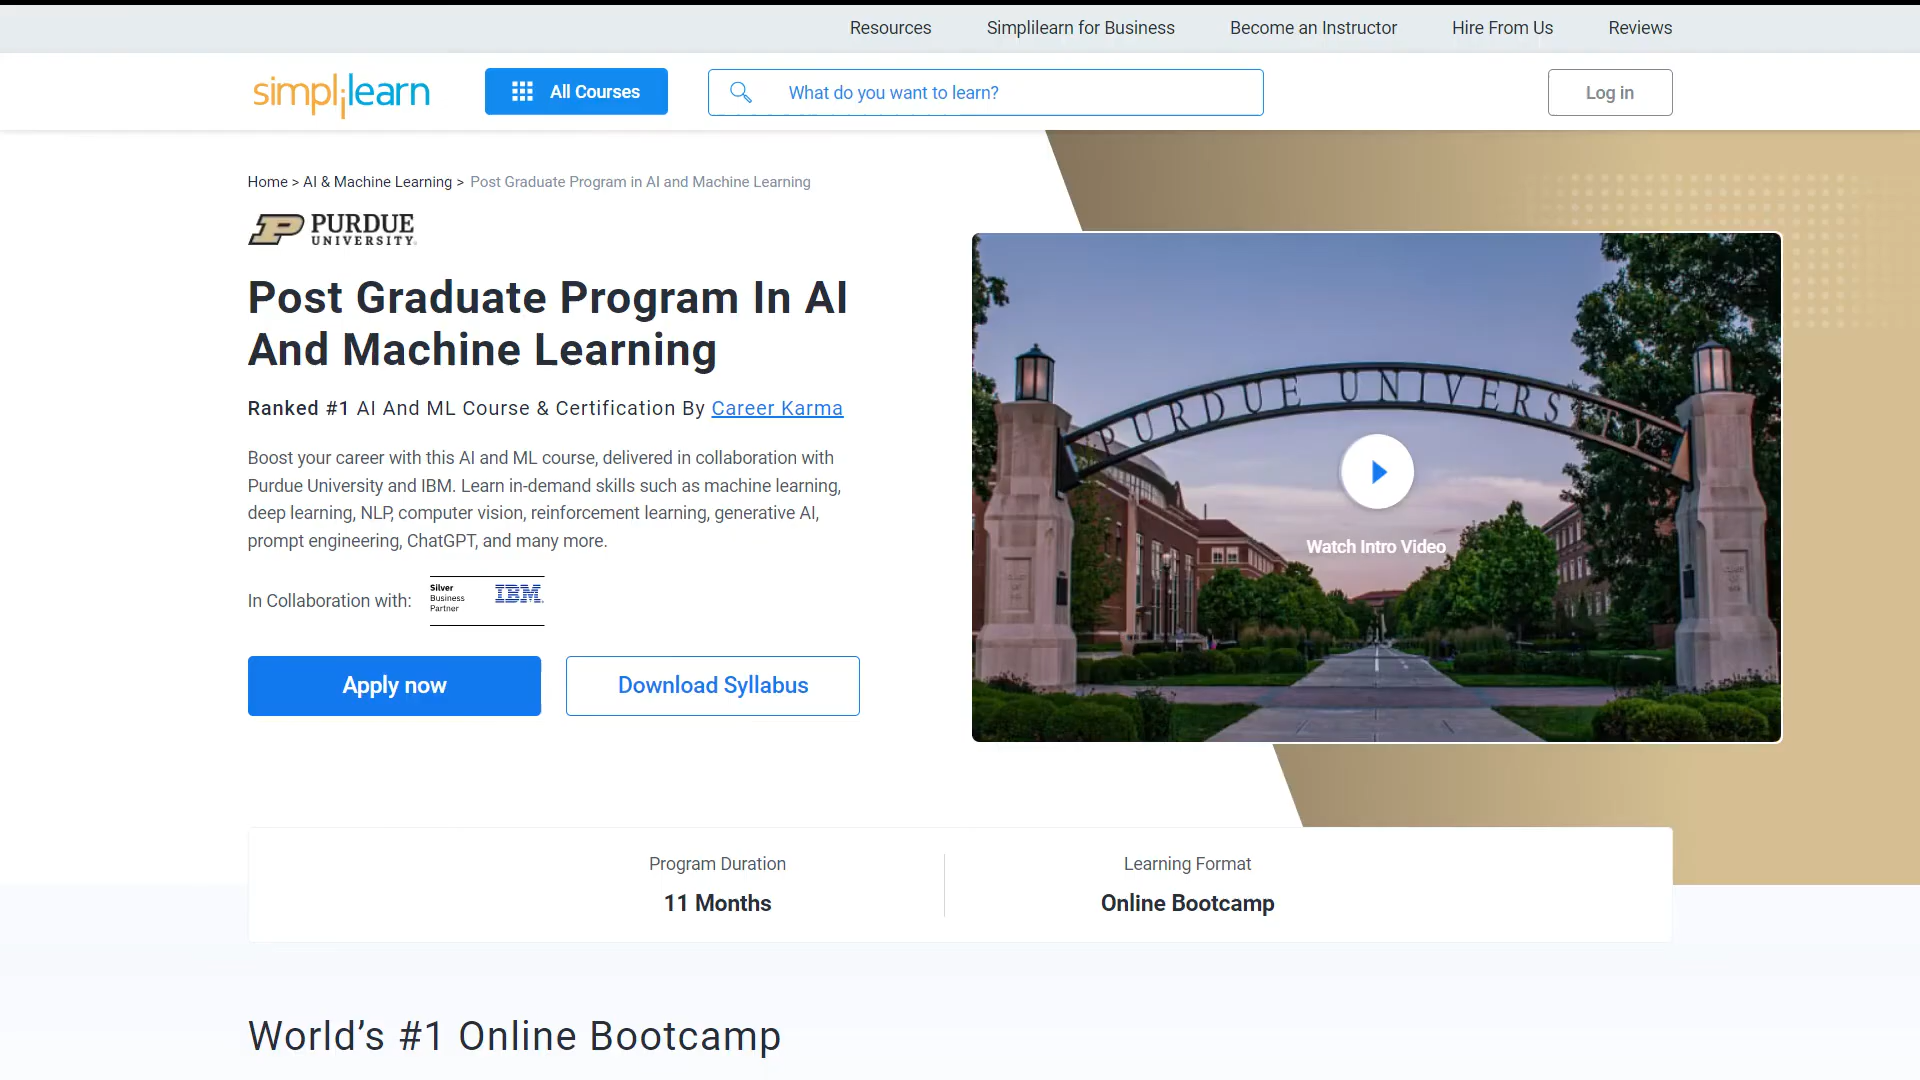 Resources Simplilearn for Business Become an Instructor Hire From Us Reviews
simplilearn All Courses What do you want to learn? Log in
Home > AI & Machine Learning > Post Graduate Program in AI and Machine Learning
PURDUE
UNIVERSITY
Post Graduate Program In AI
And Machine Learning
Ranked #1 AI And ML Course & Certification By Career Karma
Boost your career with this AI and ML course, delivered in collaboration with
Purdue University and IBM. Learn in-demand skills such as machine learning,
deep learning, NLP, computer vision, reinforcement learning, generative AI,
prompt engineering, ChatGPT, and many more.
In Collaboration with:
Silver
Business
Partner
IBM
Apply now Download Syllabus
PURDUE UNIVERSITY
Watch Intro Video
Program Duration
11 Months
Learning Format
Online Bootcamp
World’s #1 Online Bootcamp